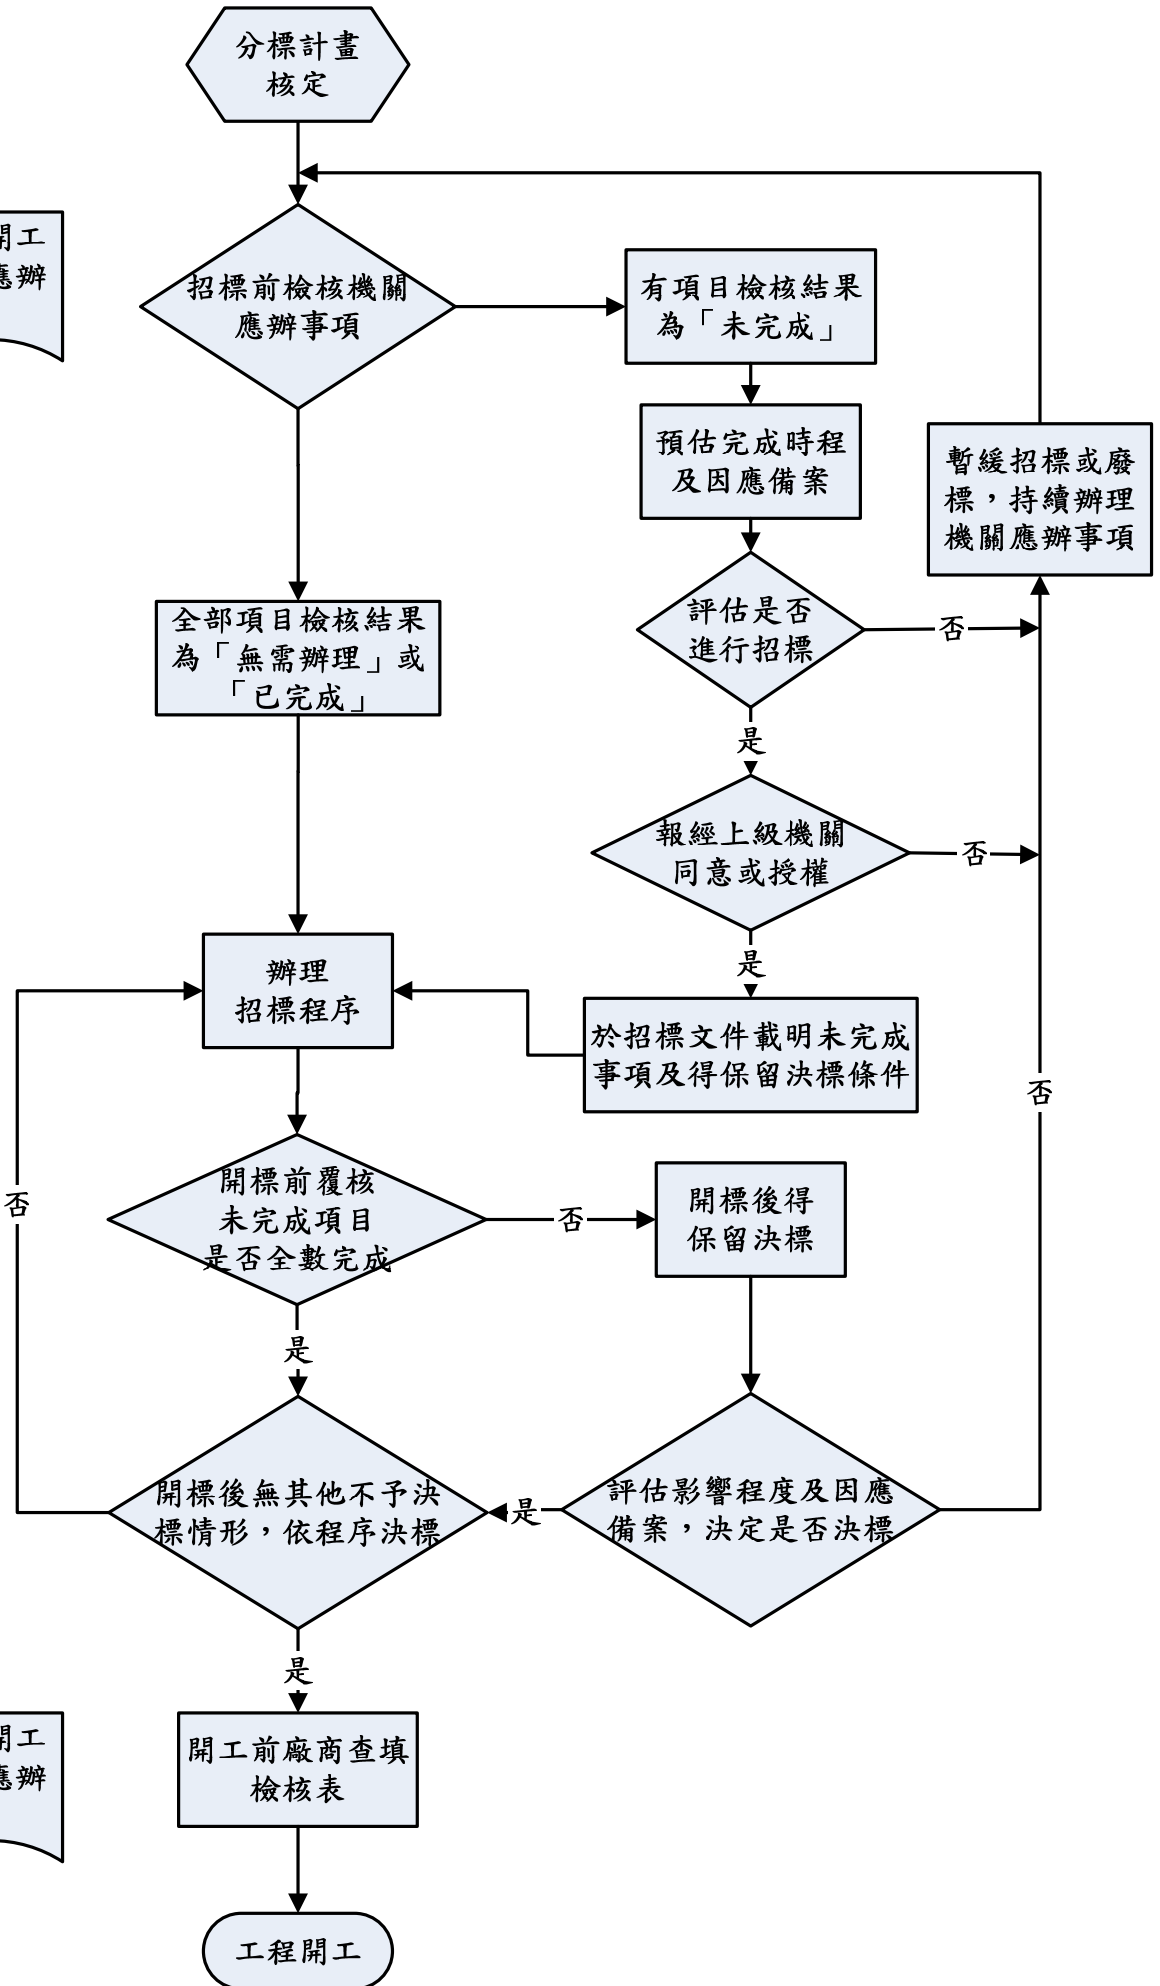 分標計畫
核定
開工
應辦
招標前檢核機關
應辦事項
有項目檢核結果
為「未完成」
預估完成時程
及因應備案
暫緩招標或廢
標，持續辦理
機關應辦事項
全部項目檢核結果
為「無需辦理」或
「已完成」
評估是否
進行招標
否
是
報經上級機關
同意或授權
否
是
辦理
招標程序
於招標文件載明未完成
事項及得保留決標條件
否
否
開標前覆核
未完成項目
是否全數完成
否
開標後得
保留決標
是
開標後無其他不予決
標情形，依程序決標
是
評估影響程度及因應
備案，決定是否決標
是
開工
應辦
開工前廠商查填
檢核表
工程開工